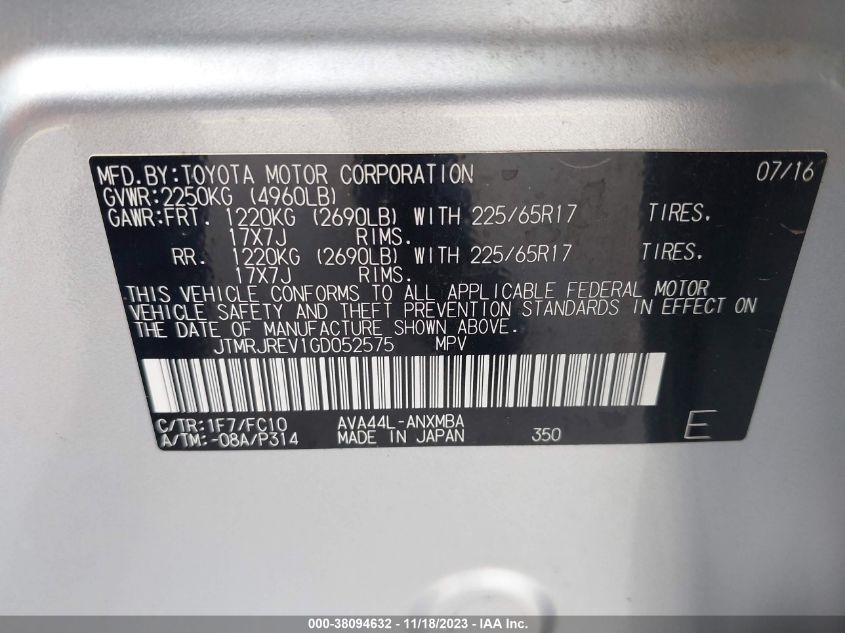 MFD.BY:TOYOTA MOTOR CORPORATION 07/16
GVWR:2250KG (4960LB)
GAWR:FRT. 1220KG (2690LB) WITH 225/65R17 TIRES.
17X7J RIMS.
RR. 1220KG (2690LB) WITH 225/65R17 TIRES.
17X7J RIMS.
THIS VEHICLE CONFORMS TO ALL APPLICABLE FEDERAL MOTOR
VEHICLE SAFETY AND THEFT PREVENTION STANDARDS IN EFFECT ON
THE DATE OF MANUFACTURE SHOWN ABOVE.
JTMRJREV1GD052575 MPV
C/TR:1F7/FC10 AVA44L-ANXMBA
A/TM:-08A/P314 MADE IN JAPAN 350 E
000-38094632 - 11/18/2023 - IAA Inc.